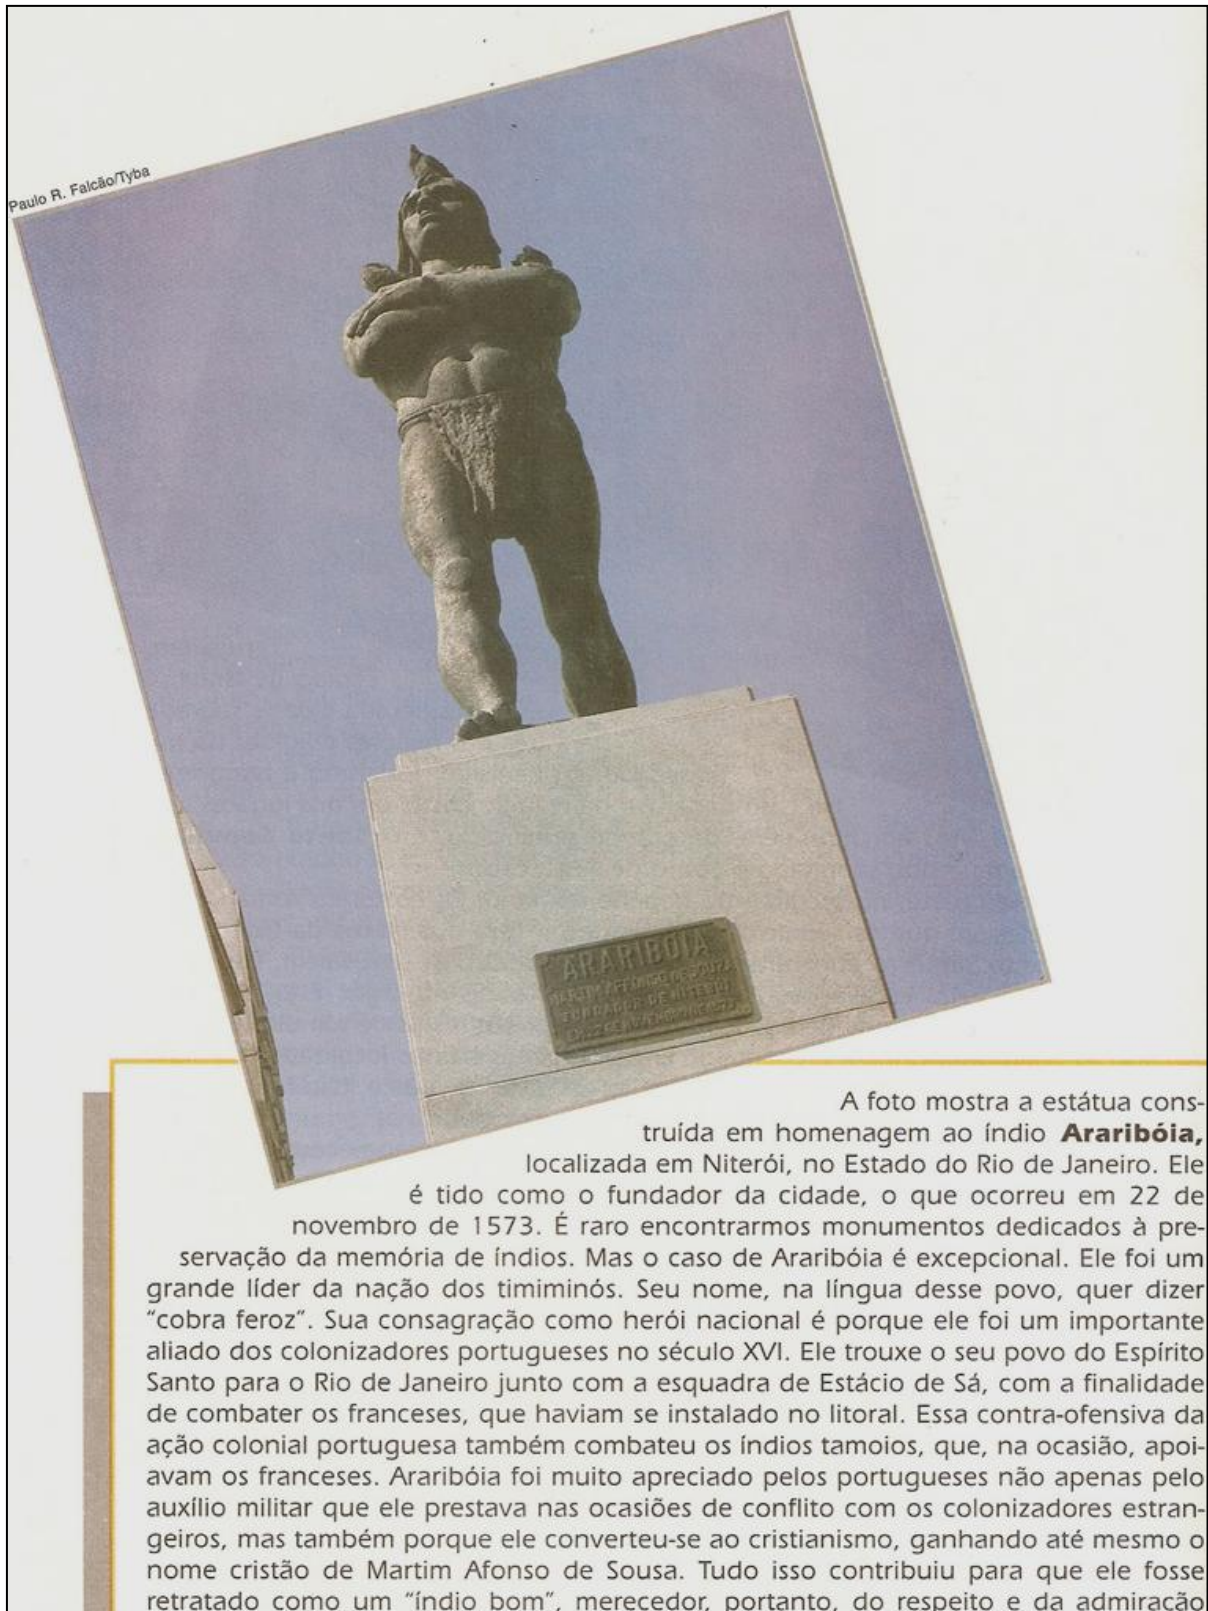 Paulo R. Falcão/Tyba
ARARIBOIA
MARTIM AFFONSO DE SOUZA
FUNDADOR DE NITEROI
A foto mostra a estátua cons-
truída em homenagem ao índio Araribóia,
localizada em Niterói, no Estado do Rio de Janeiro. Ele
é tido como o fundador da cidade, o que ocorreu em 22 de
novembro de 1573. É raro encontrarmos monumentos dedicados à pre-
servação da memória de índios. Mas o caso de Araribóia é excepcional. Ele foi um
grande líder da nação dos timiminós. Seu nome, na língua desse povo, quer dizer
“cobra feroz”. Sua consagração como herói nacional é porque ele foi um importante
aliado dos colonizadores portugueses no século XVI. Ele trouxe o seu povo do Espírito
Santo para o Rio de Janeiro junto com a esquadra de Estácio de Sá, com a finalidade
de combater os franceses, que haviam se instalado no litoral. Essa contra-ofensiva da
ação colonial portuguesa também combateu os índios tamoios, que, na ocasião, apoi-
avam os franceses. Araribóia foi muito apreciado pelos portugueses não apenas pelo
auxílio militar que ele prestava nas ocasiões de conflito com os colonizadores estran-
geiros, mas também porque ele converteu-se ao cristianismo, ganhando até mesmo o
nome cristão de Martim Afonso de Sousa. Tudo isso contribuiu para que ele fosse
retratado como um “índio bom”, merecedor, portanto, do respeito e da admiração